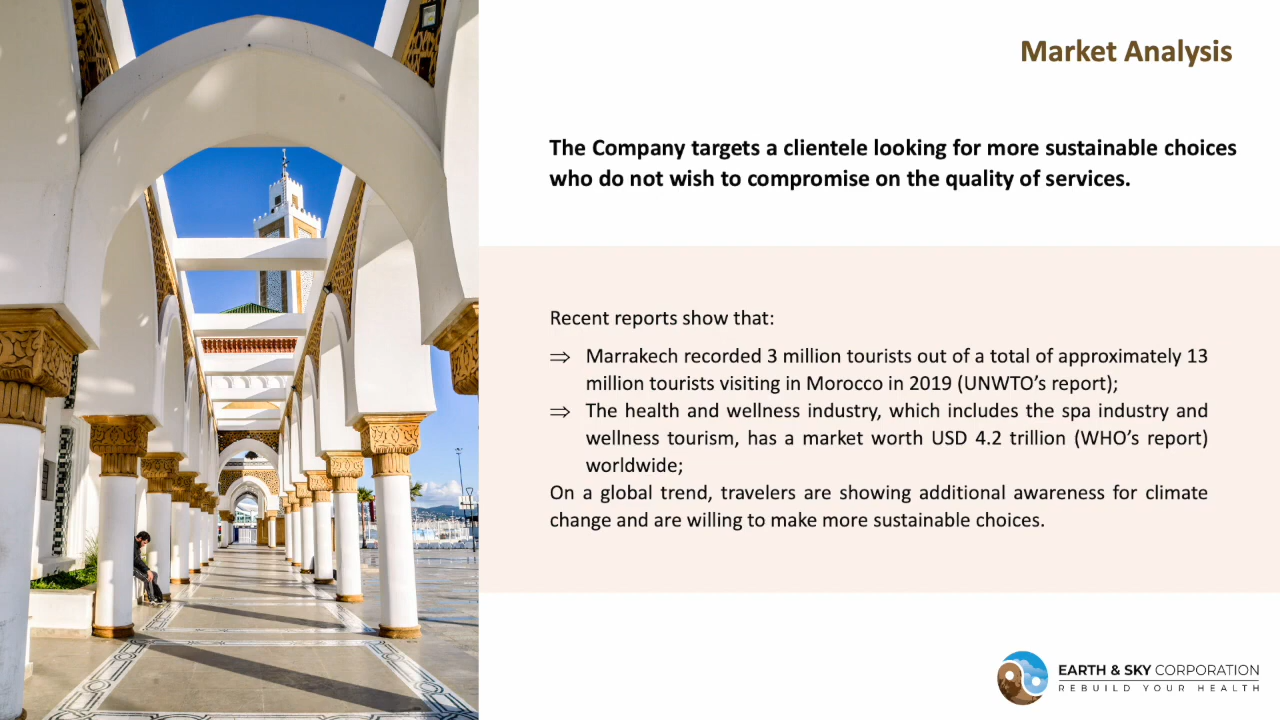 Market Analysis
The Company targets a clientele looking for more sustainable choices
who do not wish to compromise on the quality of services.
Recent reports show that:
⇒ Marrakech recorded 3 million tourists out of a total of approximately 13
million tourists visiting in Morocco in 2019 (UNWTO's report);
⇒ The health and wellness industry, which includes the spa industry and
wellness tourism, has a market worth USD 4.2 trillion (WHO's report)
worldwide;
On a global trend, travelers are showing additional awareness for climate
change and are willing to make more sustainable choices.
EARTH & SKY CORPORATION
REBUILD YOUR HEALTH